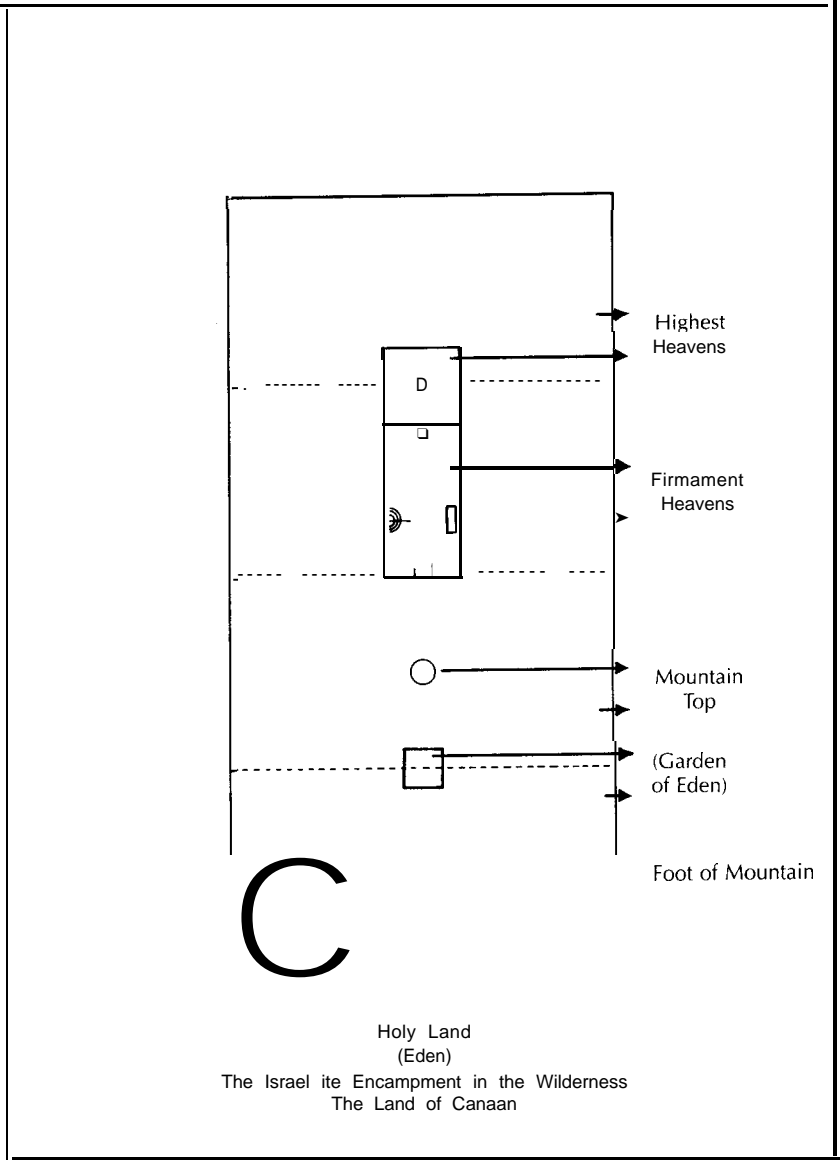 Highest
Heavens
D
Firmament
Heavens
Mountain
Top
(Garden
of Eden)
Foot of Mountain
C
Holy Land
(Eden)
The Israel ite Encampment in the Wilderness
The Land of Canaan